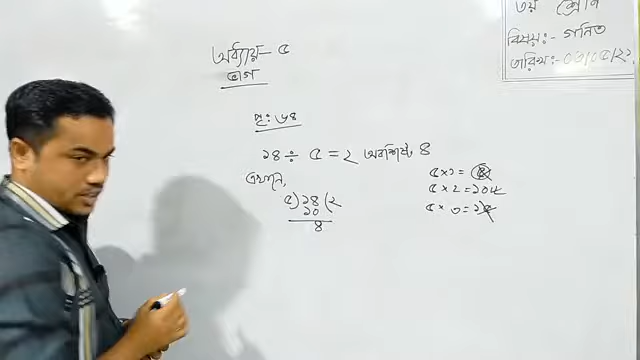 ৩য় শ্রেণি
বিষয়:- গনিত
তারিখ:-
অধ্যায়- ৫
ভাগ
পৃ: ৬৪
১৪ ÷ ৫ = ২ অবশিষ্ট, ৪
এখানে,
৫) ১৪ (২
১০
৪
৫ × ১ = ৫
৫ × ২ = ১০ ✓
৫ × ৩ = ১৫